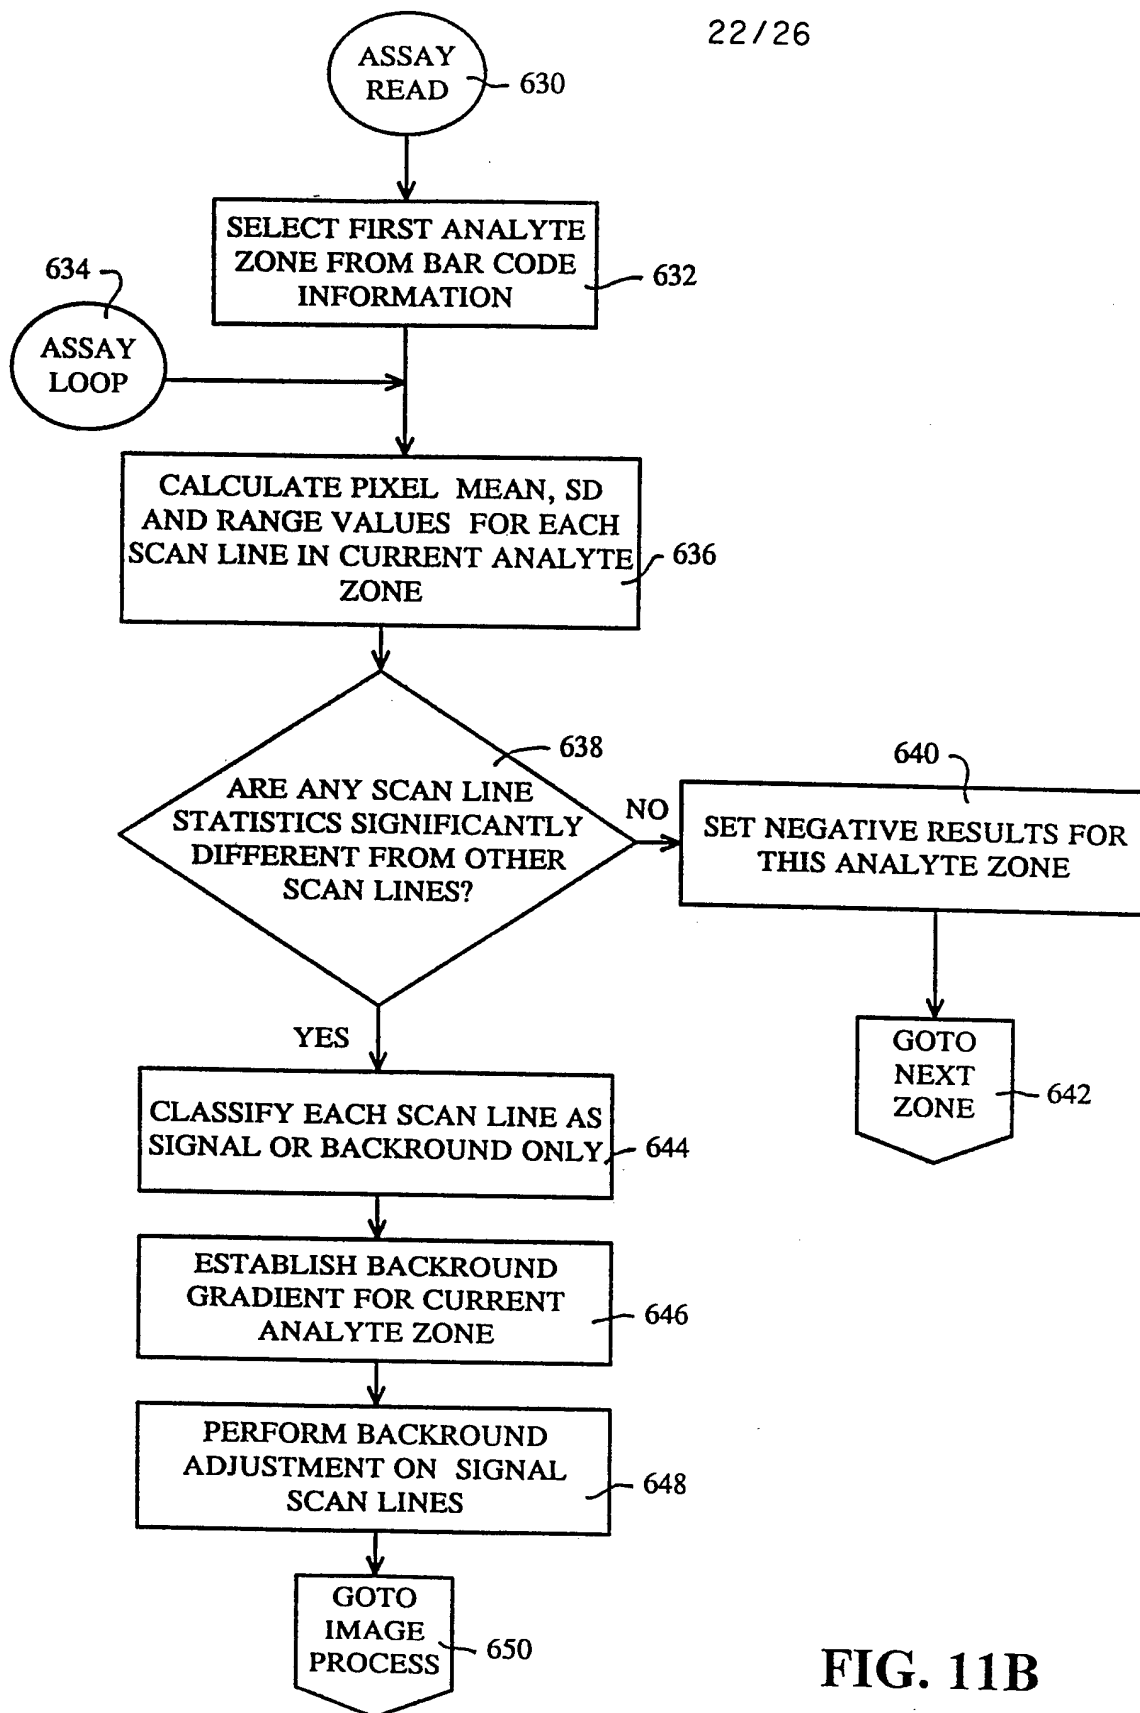 22/26
ASSAY
READ
630
SELECT FIRST ANALYTE
ZONE FROM BAR CODE
INFORMATION
632
634
ASSAY
LOOP
CALCULATE PIXEL MEAN, SD
AND RANGE VALUES FOR EACH
SCAN LINE IN CURRENT ANALYTE
ZONE
636
638
ARE ANY SCAN LINE
STATISTICS SIGNIFICANTLY
DIFFERENT FROM OTHER
SCAN LINES?
NO
640
SET NEGATIVE RESULTS FOR
THIS ANALYTE ZONE
YES
GOTO
NEXT
ZONE
642
CLASSIFY EACH SCAN LINE AS
SIGNAL OR BACKROUND ONLY
644
ESTABLISH BACKROUND
GRADIENT FOR CURRENT
ANALYTE ZONE
646
PERFORM BACKROUND
ADJUSTMENT ON SIGNAL
SCAN LINES
648
GOTO
IMAGE
PROCESS
650
FIG. 11B